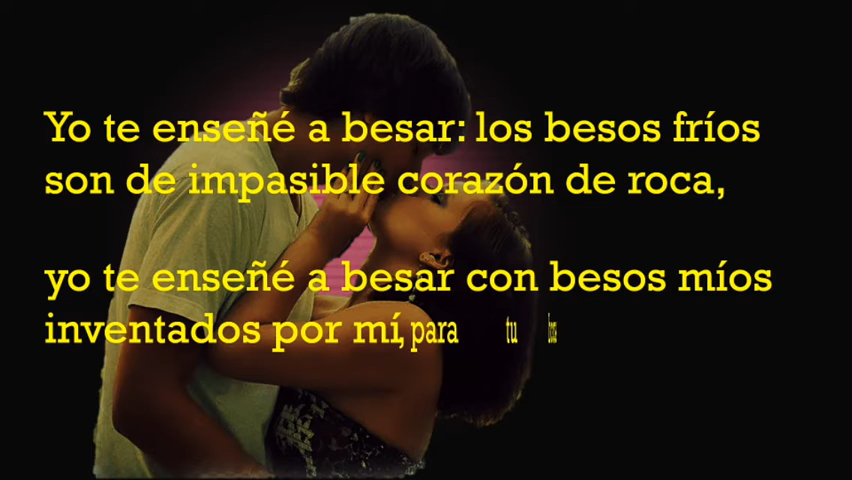 Yo te enseñé a besar: los besos fríos
son de impasible corazón de roca,
yo te enseñé a besar con besos míos
inventados por mí, para tu